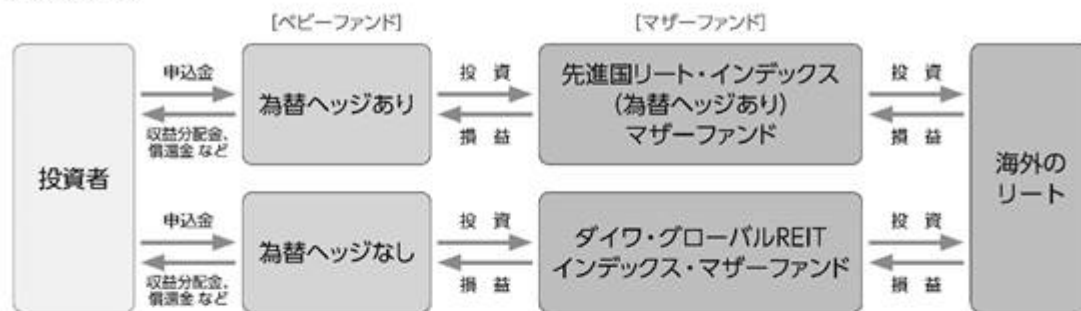 [ベビーファンド]
[マザーファンド]
投資者
申込金
収益分配金、
償還金 など
為替ヘッジあり
投 資
損 益
先進国リート・インデックス
(為替ヘッジあり)
マザーファンド
投 資
損 益
海外の
リート
申込金
収益分配金、
償還金 など
為替ヘッジなし
投 資
損 益
ダイワ・グローバルREIT
インデックス・マザーファンド
投 資
損 益